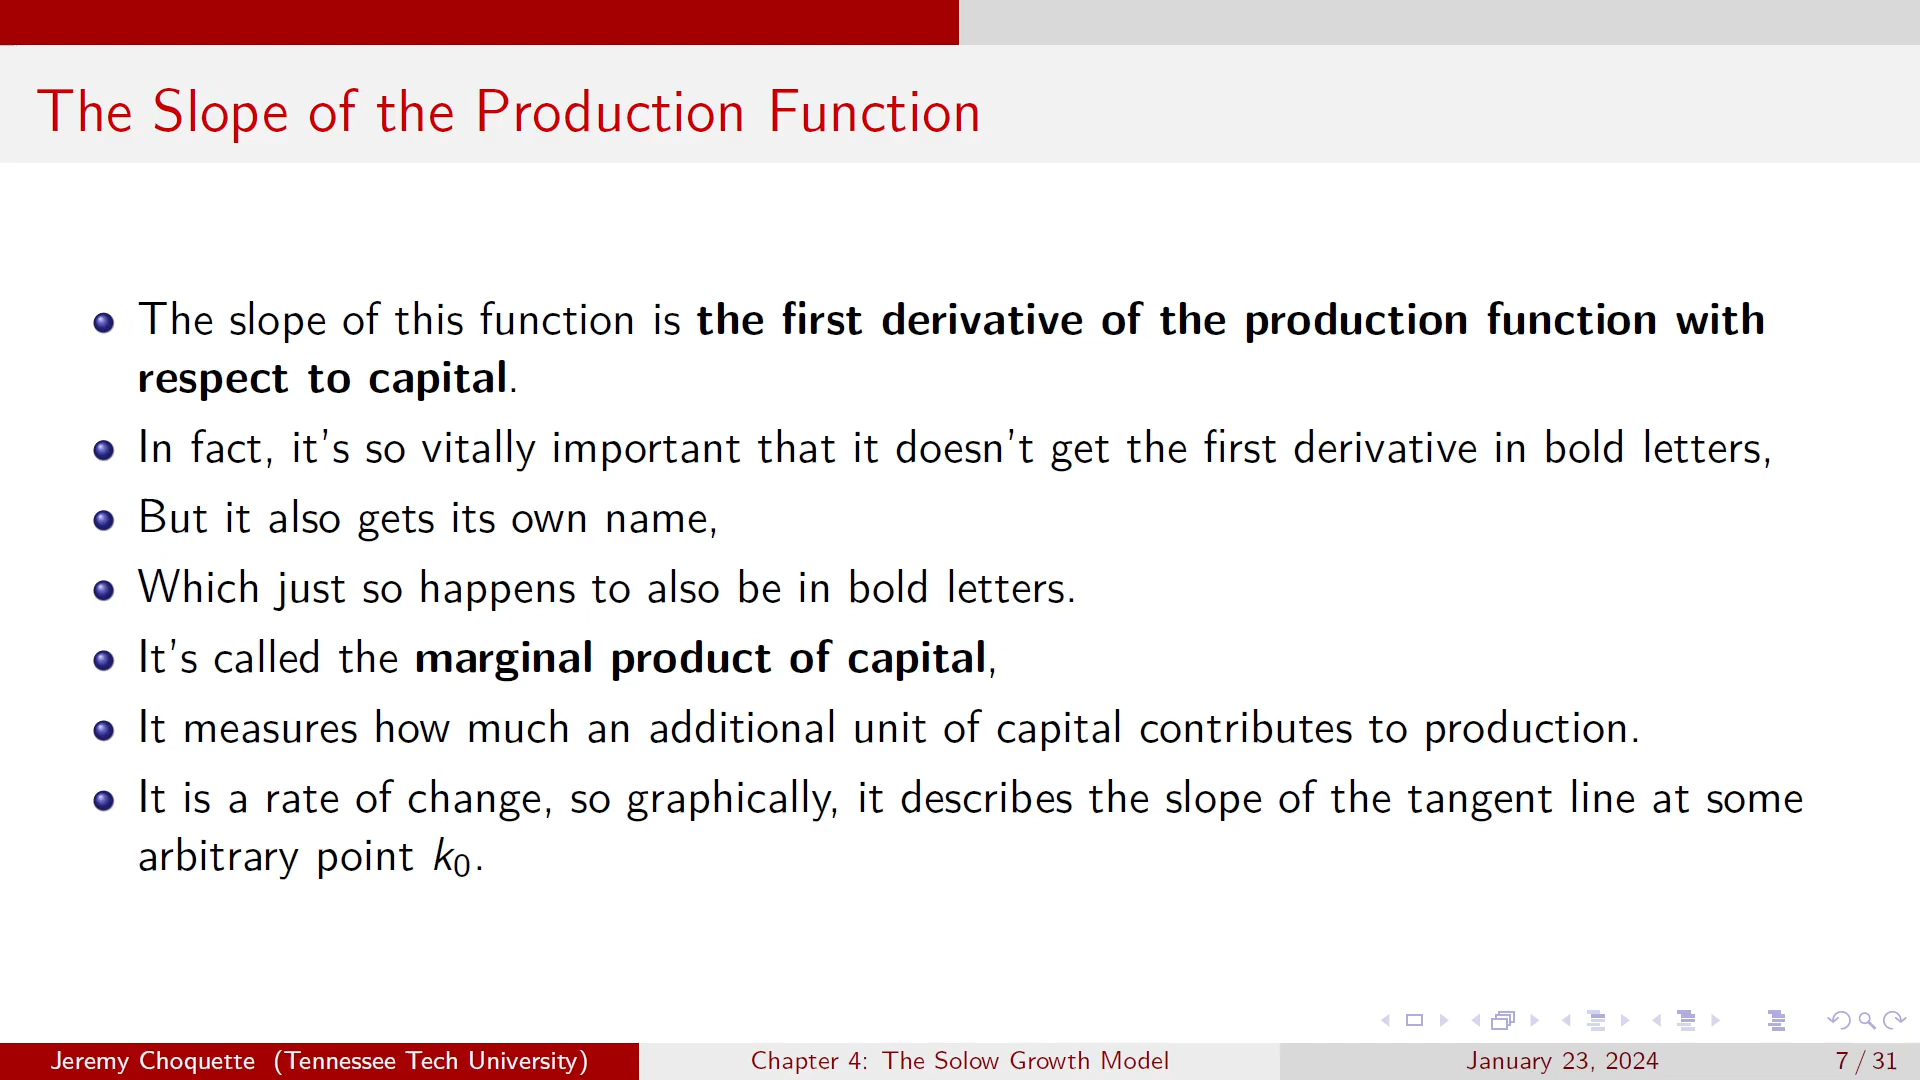 The Slope of the Production Function
The slope of this function is the first derivative of the production function with
respect to capital.
In fact, it's so vitally important that it doesn't get the first derivative in bold letters,
But it also gets its own name,
Which just so happens to also be in bold letters.
It's called the marginal product of capital,
It measures how much an additional unit of capital contributes to production.
It is a rate of change, so graphically, it describes the slope of the tangent line at some
arbitrary point k₀.
Jeremy Choquette (Tennessee Tech University) Chapter 4: The Solow Growth Model January 23, 2024 7 / 31